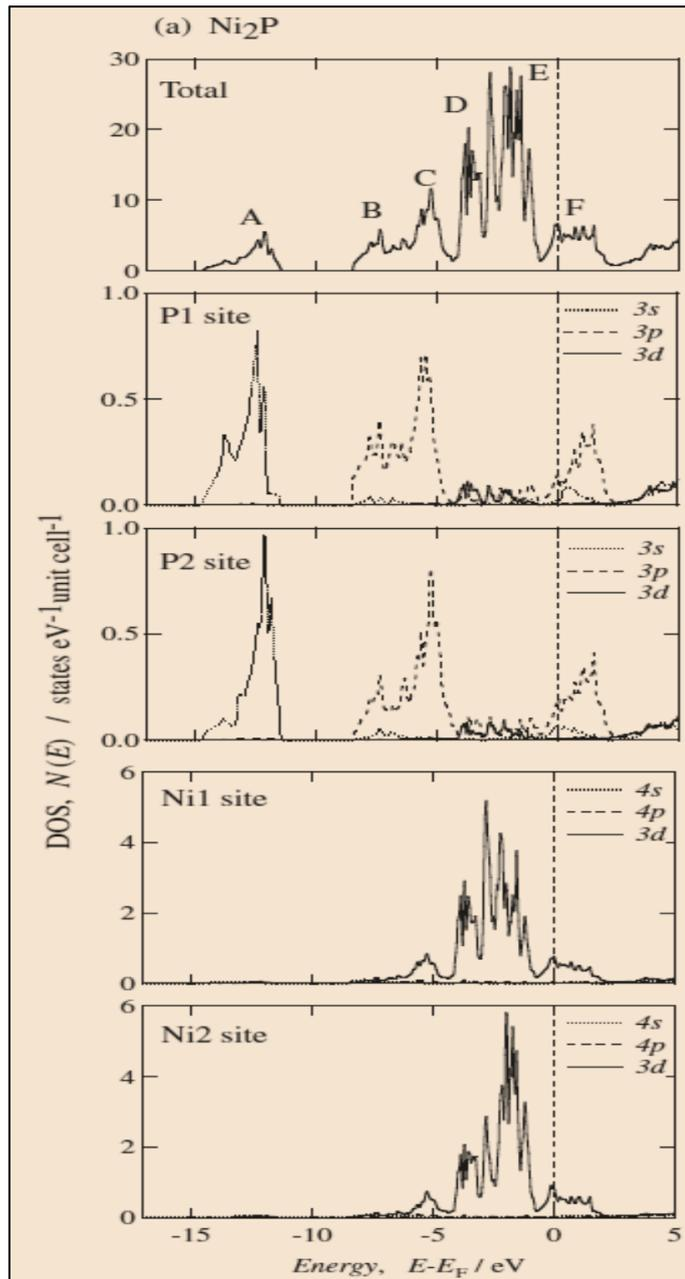 (a) Ni2P
30
Total
20
10
0
A
B
C
D
E
F
1.0
P1 site
3s
3p
3d
0.5
0.0
1.0
P2 site
3s
3p
3d
0.5
0.0
6
Ni1 site
4s
4p
3d
4
2
0
6
Ni2 site
4s
4p
3d
4
2
0
-15 -10 -5 0 5
Energy, E-EF / eV
DOS, N(E) / states eV-1unit cell-1